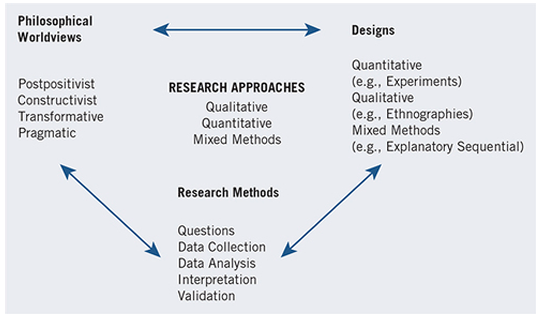 Philosophical
Worldviews
Postpositivist
Constructivist
Transformative
Pragmatic
RESEARCH APPROACHES
Qualitative
Quantitative
Mixed Methods
Designs
Quantitative
(e.g., Experiments)
Qualitative
(e.g., Ethnographies)
Mixed Methods
(e.g., Explanatory Sequential)
Research Methods
Questions
Data Collection
Data Analysis
Interpretation
Validation